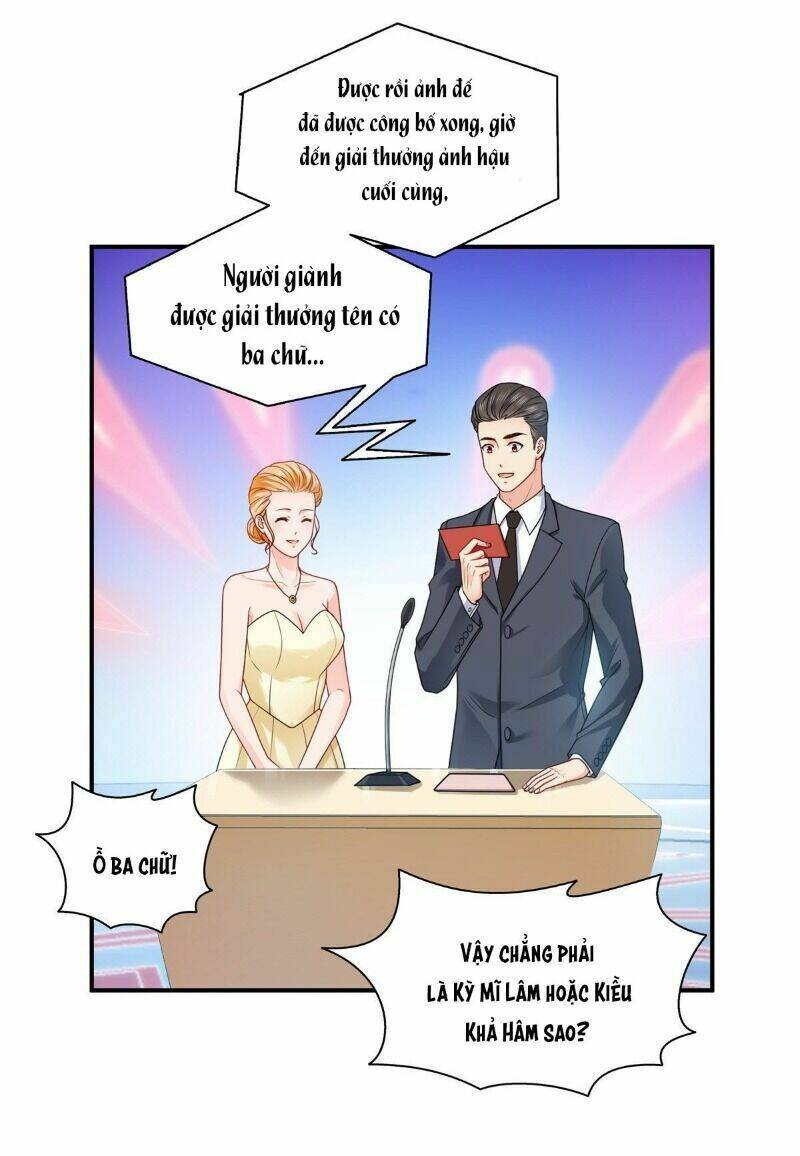 Được rồi ảnh đế
đã được công bố xong, giờ
đến giải thưởng ảnh hậu
cuối cùng,
Người giành
được giải thưởng tên có
ba chữ...
Ồ BA CHỮ!
VẬY CHẲNG PHẢI
LÀ KỲ MĨ LÂM HOẶC KIỀU
KHẢ HÂM SAO?